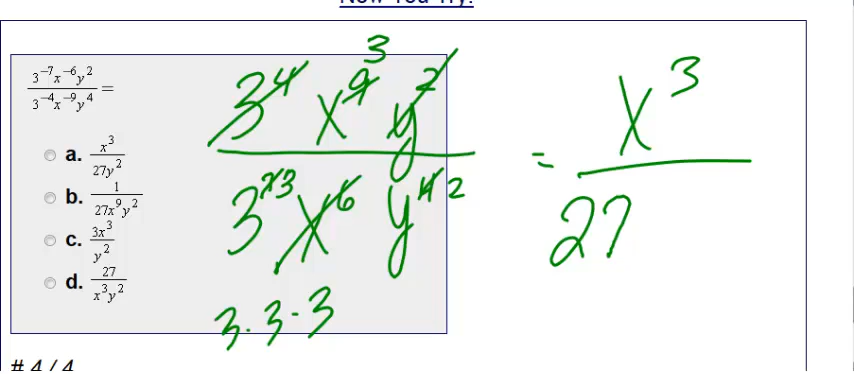 Now You Try:
3⁻⁷x⁻⁶y² / 3⁻⁴x⁻⁹y⁴ =
a. x³ / 27y²
b. 1 / 27x⁹y²
c. 3x³ / y²
d. 27 / x³y²
3⁴ x⁹ ³ y² / 3⁷ ³ x⁶ y⁴ ² = x³ / 27
3·3·3
# 4 / 4